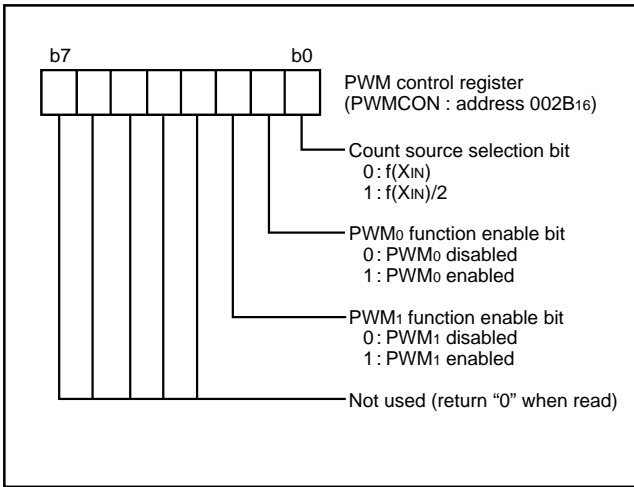 b7 b0
PWM control register
(PWMCON : address 002B16)
Count source selection bit
0 : f(XIN)
1 : f(XIN)/2
PWM0 function enable bit
0 : PWM0 disabled
1 : PWM0 enabled
PWM1 function enable bit
0 : PWM1 disabled
1 : PWM1 enabled
Not used (return “0” when read)